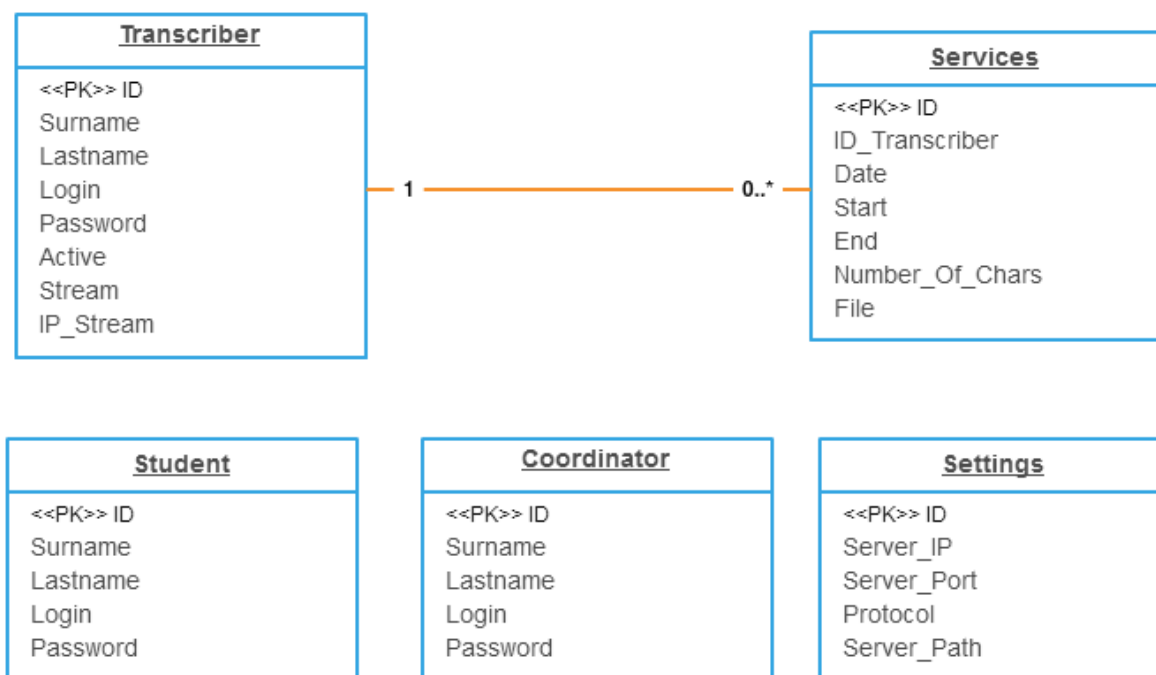 Transcriber
<<PK>> ID
Surname
Lastname
Login
Password
Active
Stream
IP_Stream
1
0..*
Services
<<PK>> ID
ID_Transcriber
Date
Start
End
Number_Of_Chars
File
Student
<<PK>> ID
Surname
Lastname
Login
Password
Coordinator
<<PK>> ID
Surname
Lastname
Login
Password
Settings
<<PK>> ID
Server_IP
Server_Port
Protocol
Server_Path